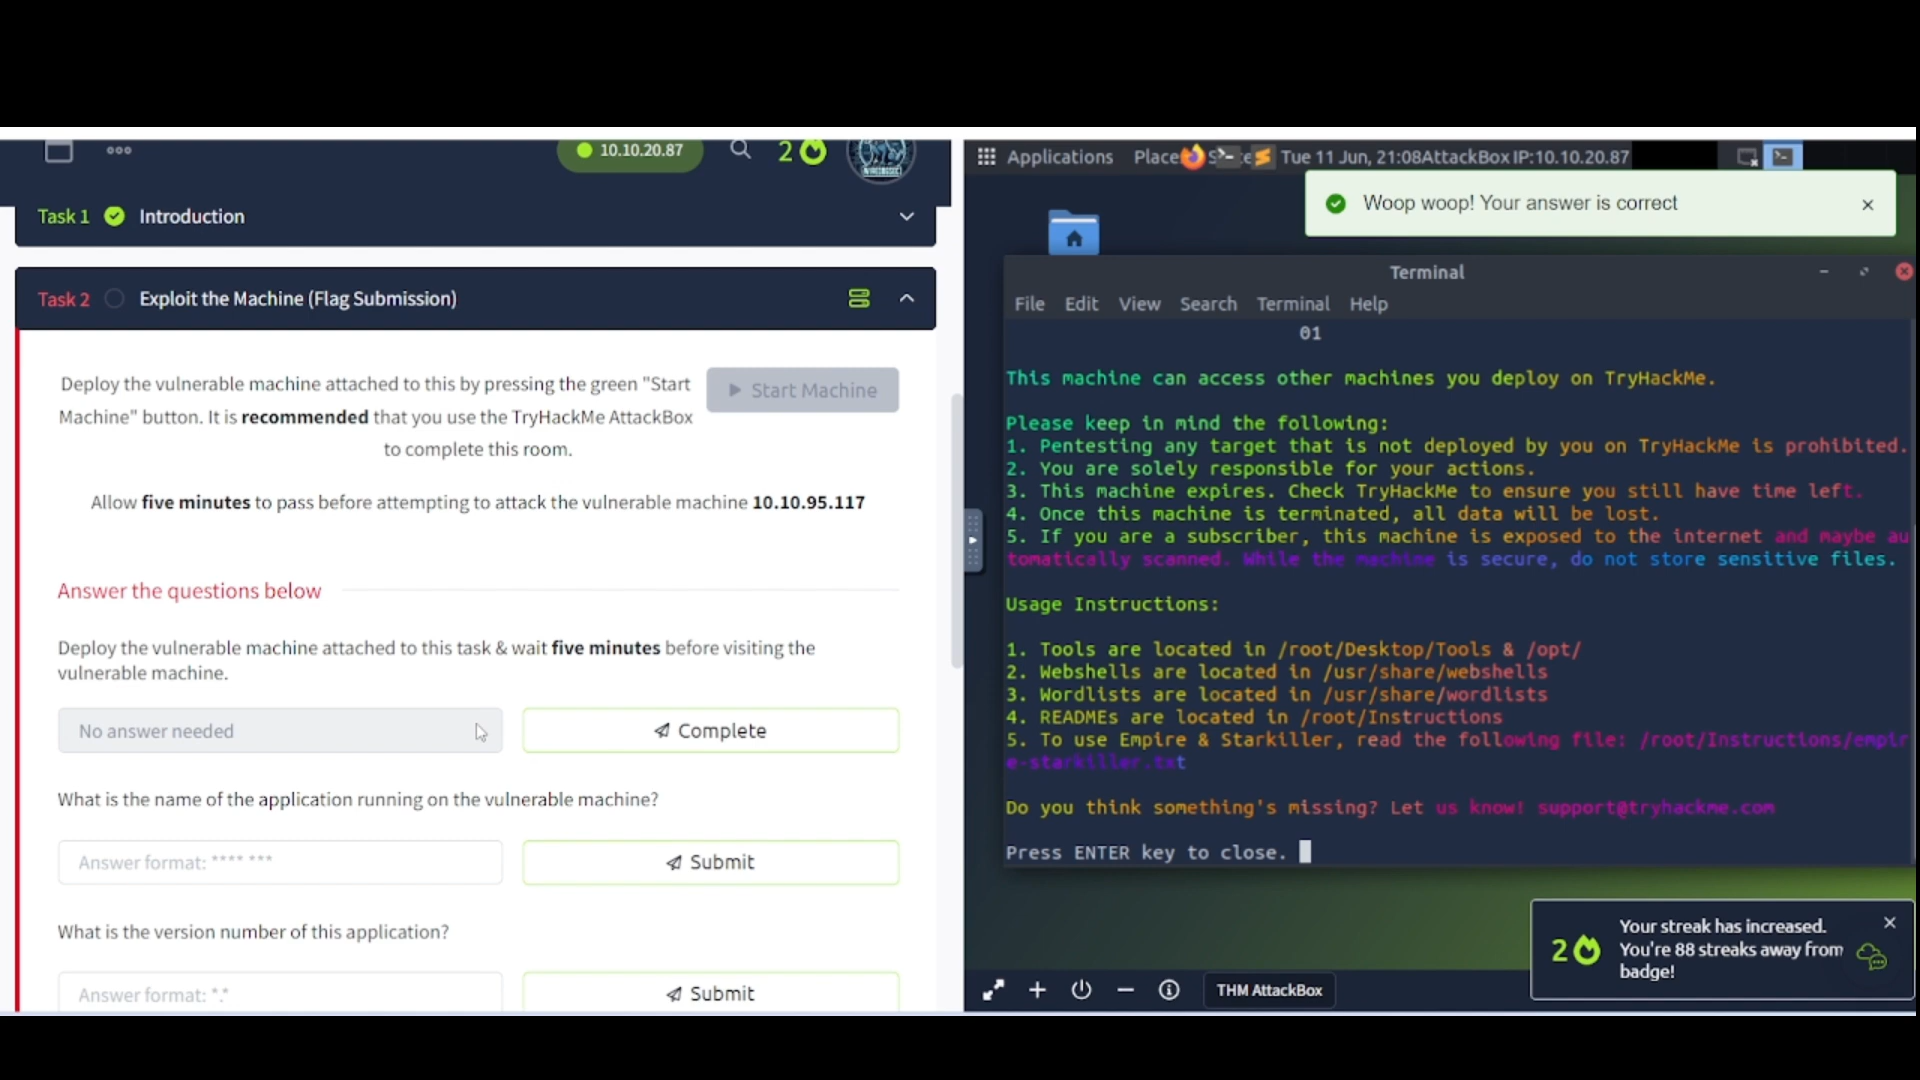 10.10.20.87
2
Task 1 Introduction
Task 2 Exploit the Machine (Flag Submission)
Deploy the vulnerable machine attached to this by pressing the green "Start
Machine" button. It is recommended that you use the TryHackMe AttackBox
to complete this room.
Start Machine
Allow five minutes to pass before attempting to attack the vulnerable machine 10.10.95.117
Answer the questions below
Deploy the vulnerable machine attached to this task & wait five minutes before visiting the
vulnerable machine.
No answer needed
Complete
What is the name of the application running on the vulnerable machine?
Answer format: **** ***
Submit
What is the version number of this application?
Answer format: *.*
Submit
Applications Place Tue 11 Jun, 21:08 AttackBox IP:10.10.20.87
Woop woop! Your answer is correct
Terminal
File Edit View Search Terminal Help
01
This machine can access other machines you deploy on TryHackMe.
Please keep in mind the following:
1. Pentesting any target that is not deployed by you on TryHackMe is prohibited.
2. You are solely responsible for your actions.
3. This machine expires. Check TryHackMe to ensure you still have time left.
4. Once this machine is terminated, all data will be lost.
5. If you are a subscriber, this machine is exposed to the internet and maybe au
tomatically scanned. While the machine is secure, do not store sensitive files.
Usage Instructions:
1. Tools are located in /root/Desktop/Tools & /opt/
2. Webshells are located in /usr/share/webshells
3. Wordlists are located in /usr/share/wordlists
4. READMEs are located in /root/Instructions
5. To use Empire & Starkiller, read the following file: /root/Instructions/empir
e-starkiller.txt
Do you think something's missing? Let us know! support@tryhackme.com
Press ENTER key to close.
2
Your streak has increased.
You're 88 streaks away from
badge!
THM AttackBox